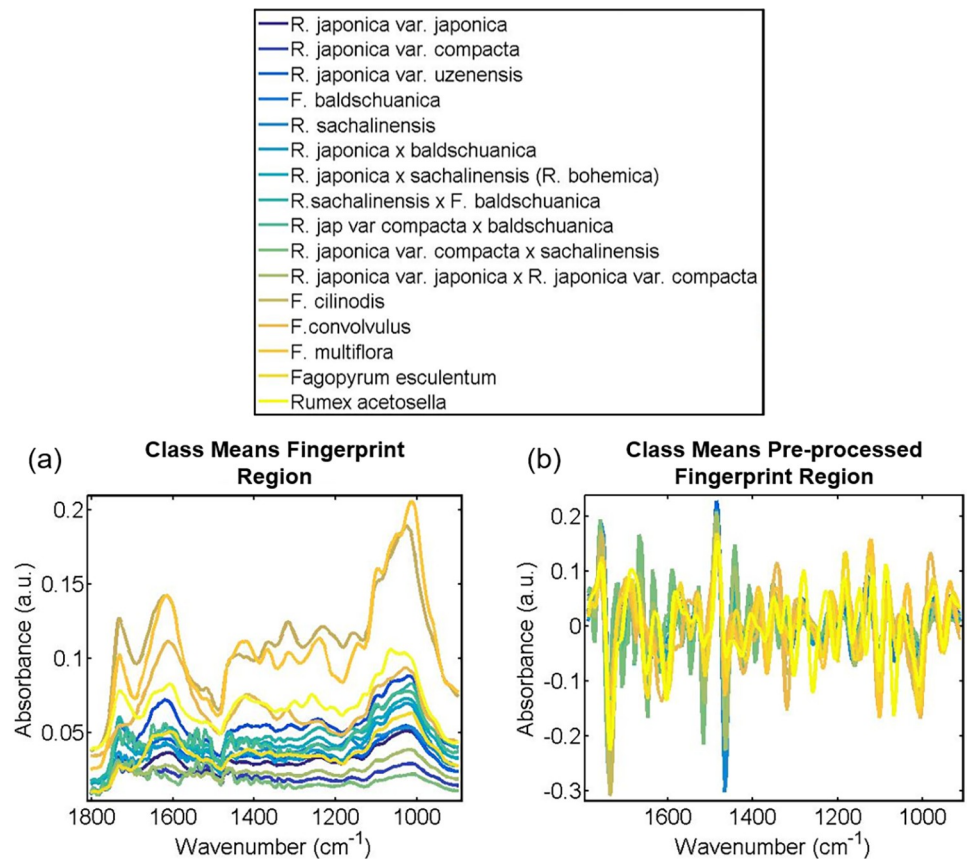 R. japonica var. japonica
R. japonica var. compacta
R. japonica var. uzenensis
F. baldschuanica
R. sachalinensis
R. japonica x baldschuanica
R. japonica x sachalinensis (R. bohemica)
R.sachalinensis x F. baldschuanica
R. jap var compacta x baldschuanica
R. japonica var. compacta x sachalinensis
R. japonica var. japonica x R. japonica var. compacta
F. cilinodis
F.convolvulus
F. multiflora
Fagopyrum esculentum
Rumex acetosella
(a)
Class Means Fingerprint
Region
0.2
0.15
0.1
0.05
Absorbance (a.u.)
1800 1600 1400 1200 1000
Wavenumber (cm⁻¹)
(b)
Class Means Pre-processed
Fingerprint Region
0.2
0.1
0
-0.1
-0.2
-0.3
Absorbance (a.u.)
1600 1400 1200 1000
Wavenumber (cm⁻¹)